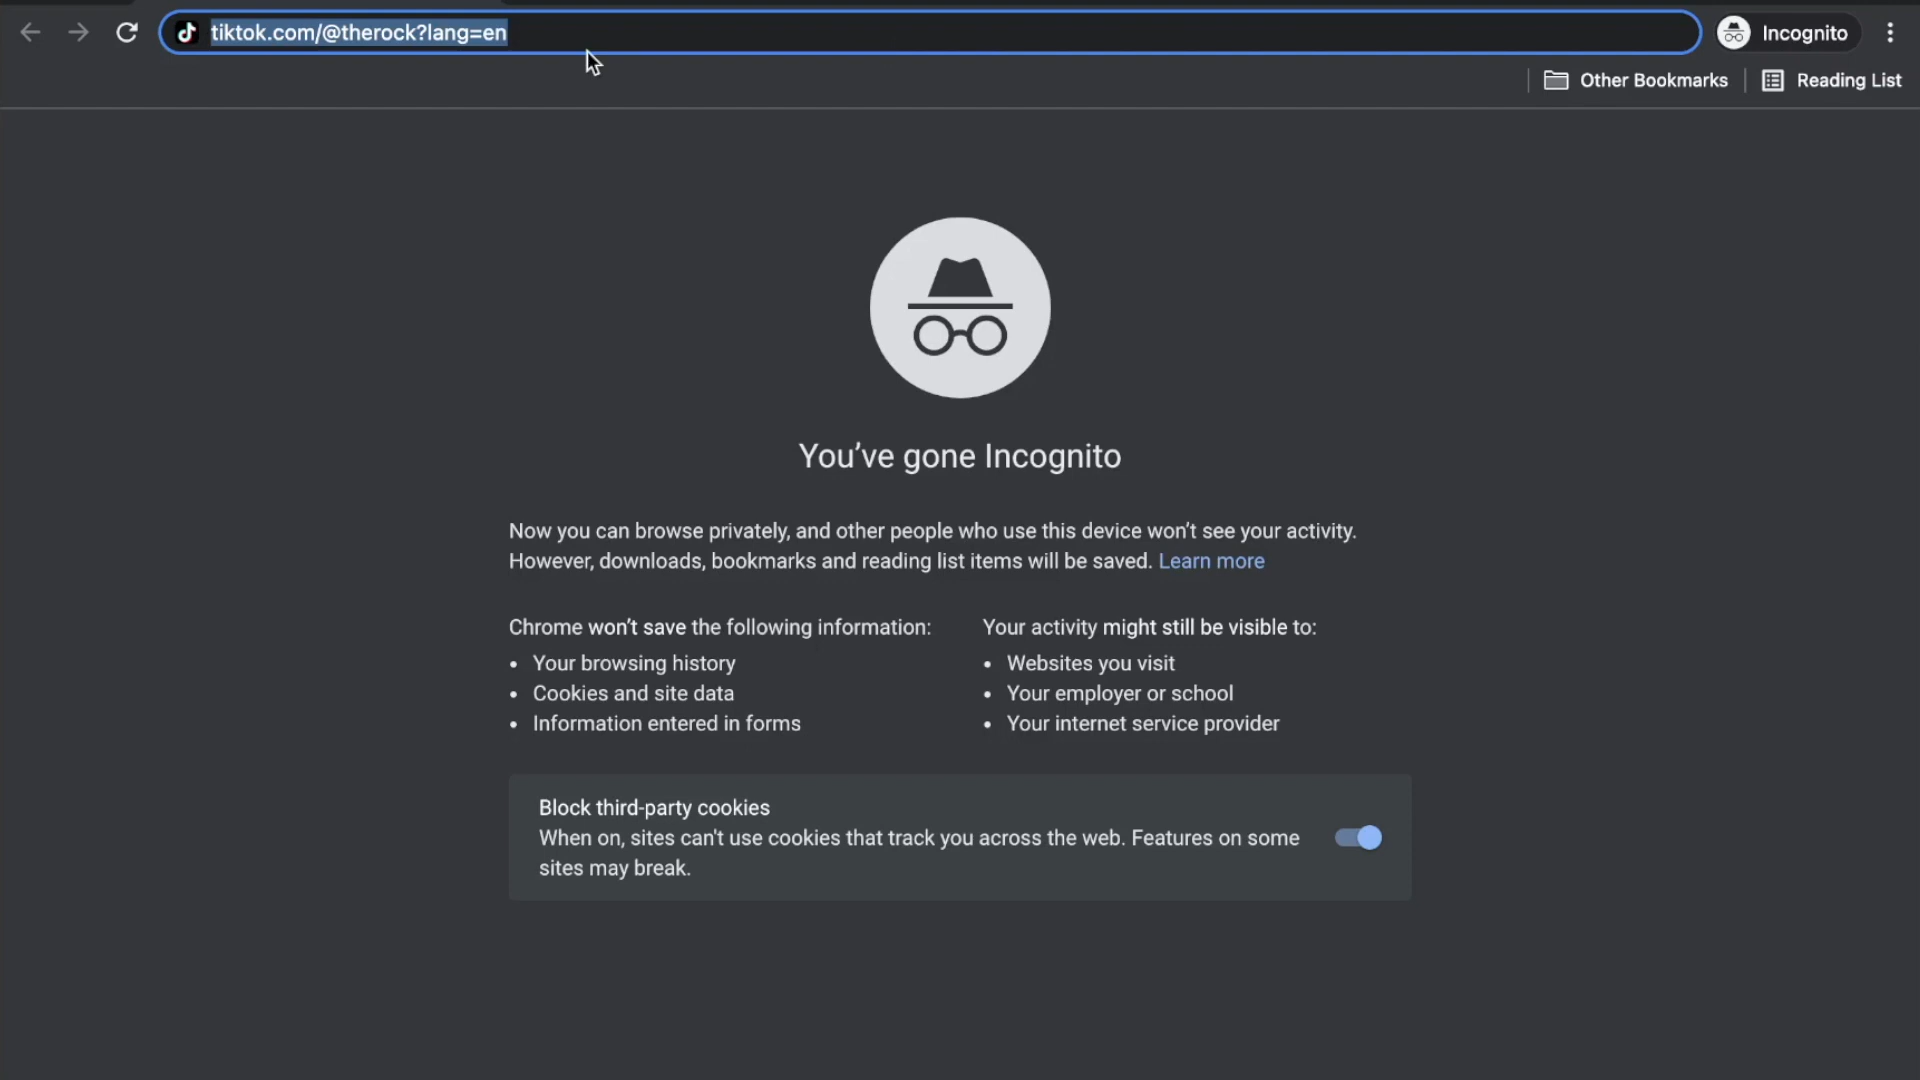 tiktok.com/@therock?lang=en
Incognito
Other Bookmarks
Reading List
You’ve gone Incognito
Now you can browse privately, and other people who use this device won’t see your activity.
However, downloads, bookmarks and reading list items will be saved. Learn more
Chrome won’t save the following information:
• Your browsing history
• Cookies and site data
• Information entered in forms
Your activity might still be visible to:
• Websites you visit
• Your employer or school
• Your internet service provider
Block third-party cookies
When on, sites can't use cookies that track you across the web. Features on some
sites may break.